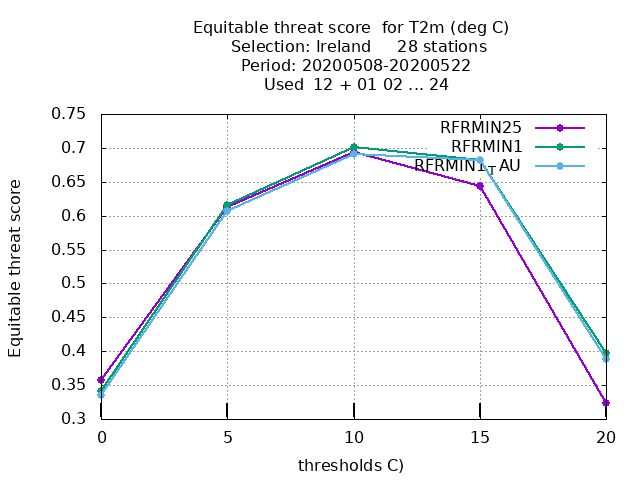 Equitable threat score  for T2m (deg C)
Selection: Ireland     28 stations
Period: 20200508-20200522
Used  12 + 01 02 ... 24
RFRMIN25
RFRMIN1
RFRMIN1TAU
Equitable threat score
0.75
0.7
0.65
0.6
0.55
0.5
0.45
0.4
0.35
0.3
0 5 10 15 20
thresholds C)